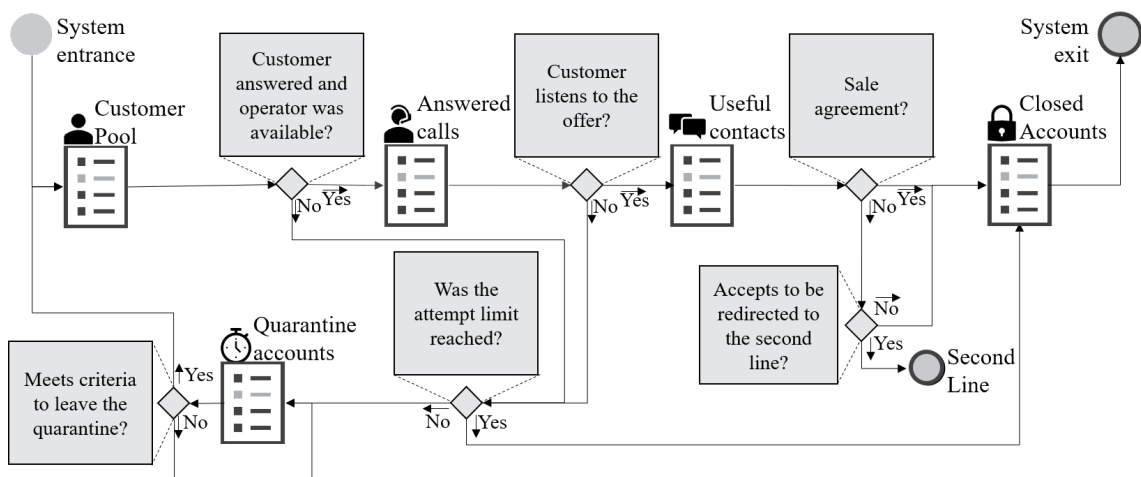 System
entrance
Customer
Pool
Customer
answered and
operator was
available?
Answered
calls
Customer
listens to the
offer?
Useful
contacts
Sale
agreement?
Closed
Accounts
System
exit
No
Yes
No
Yes
No
Yes
Was the
attempt limit
reached?
Accepts to be
redirected to
the second
line?
No
Yes
Second
Line
Quarantine
accounts
Meets criteria
to leave the
quarantine?
Yes
No
No
Yes